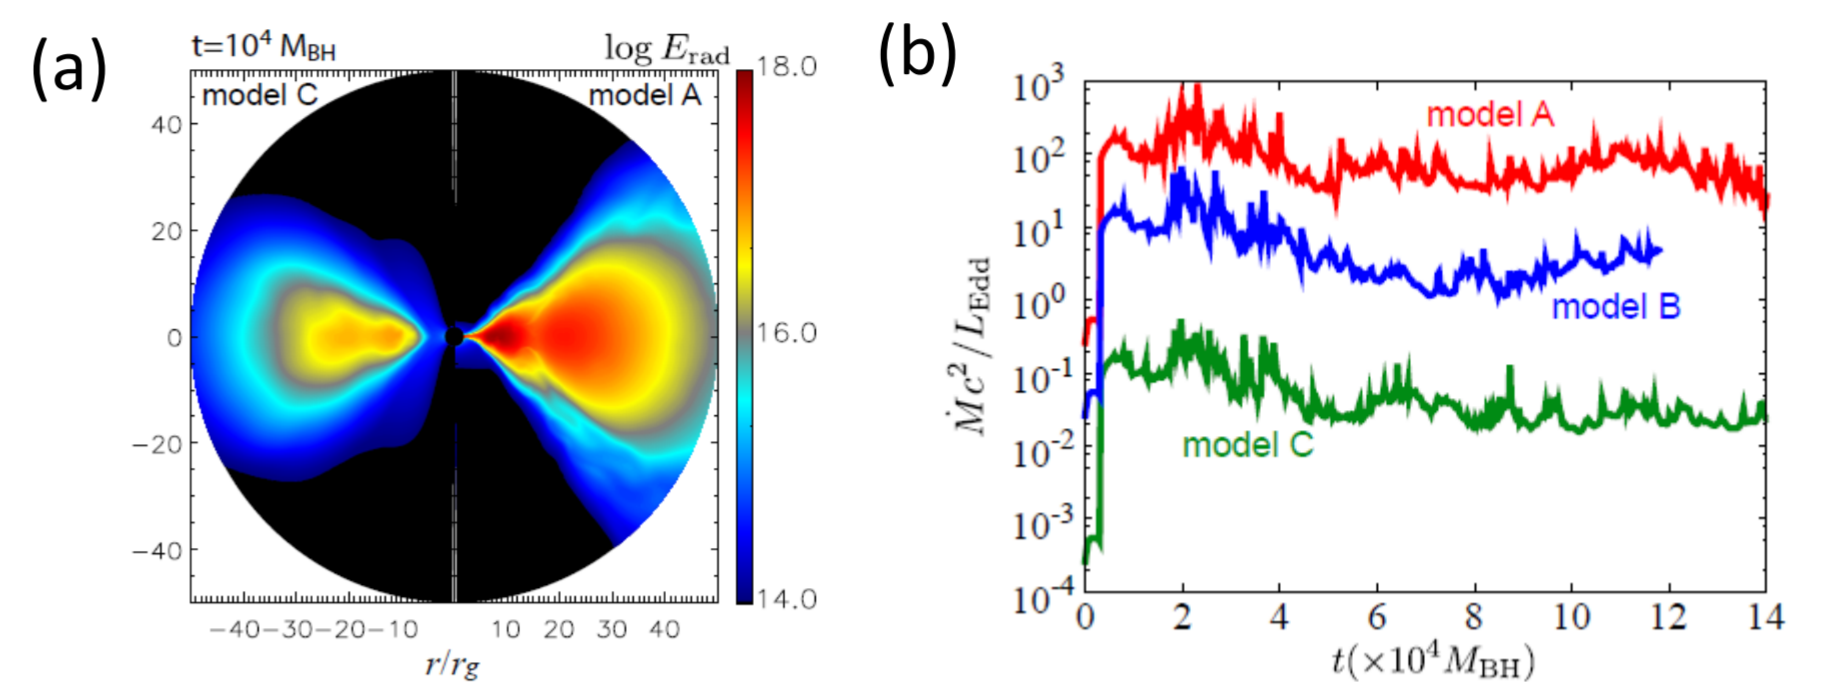 (a)
t=10⁴ M_BH
log E_rad
model C
model A
18.0
16.0
14.0
40
20
0
−20
−40
−40−30−20−10 10 20 30 40
r/rg
(b)
10³
10²
10¹
10⁰
10⁻¹
10⁻²
10⁻³
10⁻⁴
Ṁc²/L_Edd
model A
model B
model C
0 2 4 6 8 10 12 14
t(×10⁴M_BH)